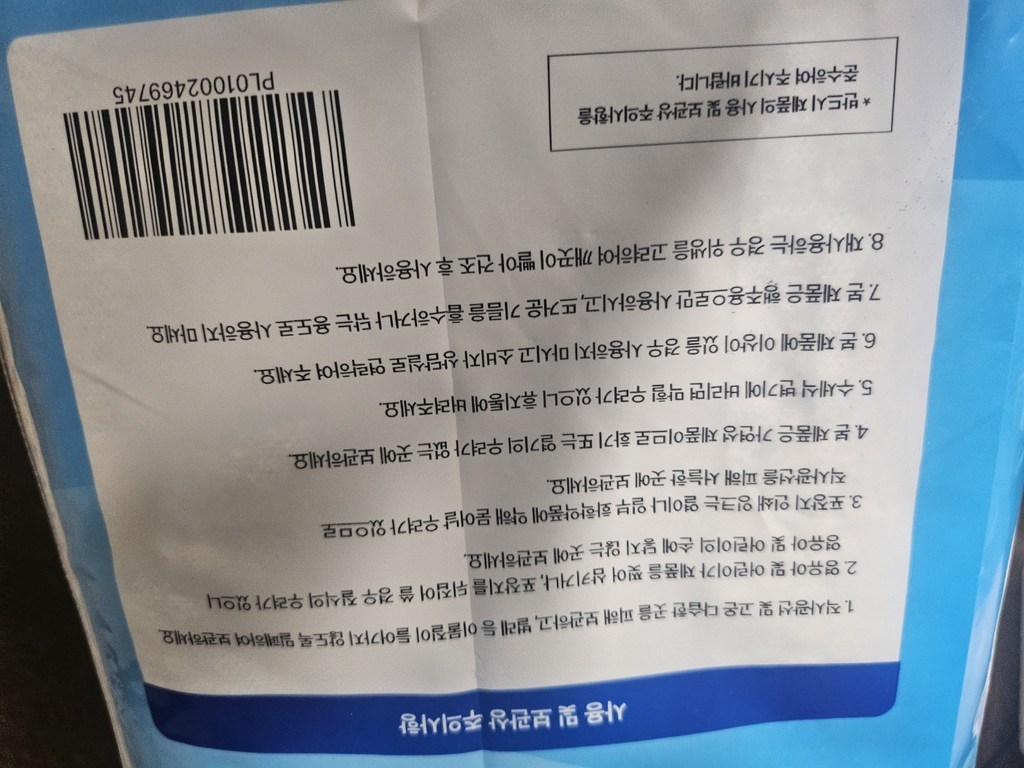 사용 및 보관상 주의사항
1. 직사광선 및 고온 다습한 곳을 피해 보관하고, 벌레 등 이물질이 들어가지 않도록 밀폐하여 보관하세요.
2. 영유아 및 어린이가 제품을 찢어 삼키거나, 포장지를 뒤집어 쓸 경우 질식의 우려가 있으니
영유아 및 어린이의 손에 닿지 않는 곳에 보관하세요.
3. 포장지 인쇄 잉크는 열이나 일부 화학약품에 약해 묻어날 우려가 있으므로
직사광선을 피해 서늘한 곳에 보관하세요.
4. 본 제품은 가연성 제품이므로 화기 또는 열기의 우려가 없는 곳에 보관하세요.
5. 수세식 변기에 버리면 막힐 우려가 있으니 휴지통에 버려주세요.
6. 본 제품에 이상이 있을 경우 사용하지 마시고 소비자 상담실로 연락하여 주세요.
7. 본 제품은 행주용으로만 사용하시고, 뜨거운 기름을 흡수하거나 닦는 용도로 사용하지 마세요.
8. 재사용하는 경우 위생을 고려하여 깨끗이 빨아 건조 후 사용하세요.
* 반드시 제품의 사용 및 보관상 주의사항을
준수하여 주시기 바랍니다.
PL01002469745